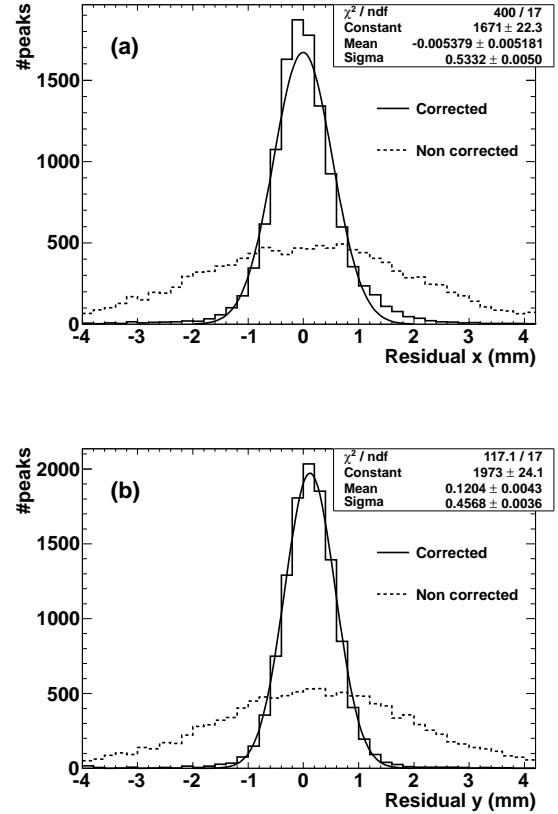 #peaks
(a)
χ² / ndf 400 / 17
Constant 1671 ± 22.3
Mean -0.005379 ± 0.005181
Sigma 0.5332 ± 0.0050
Corrected
Non corrected
1500
1000
500
0
-4 -3 -2 -1 0 1 2 3 4
Residual x (mm)
#peaks
(b)
χ² / ndf 117.1 / 17
Constant 1973 ± 24.1
Mean 0.1204 ± 0.0043
Sigma 0.4568 ± 0.0036
Corrected
Non corrected
2000
1500
1000
500
0
-4 -3 -2 -1 0 1 2 3 4
Residual y (mm)